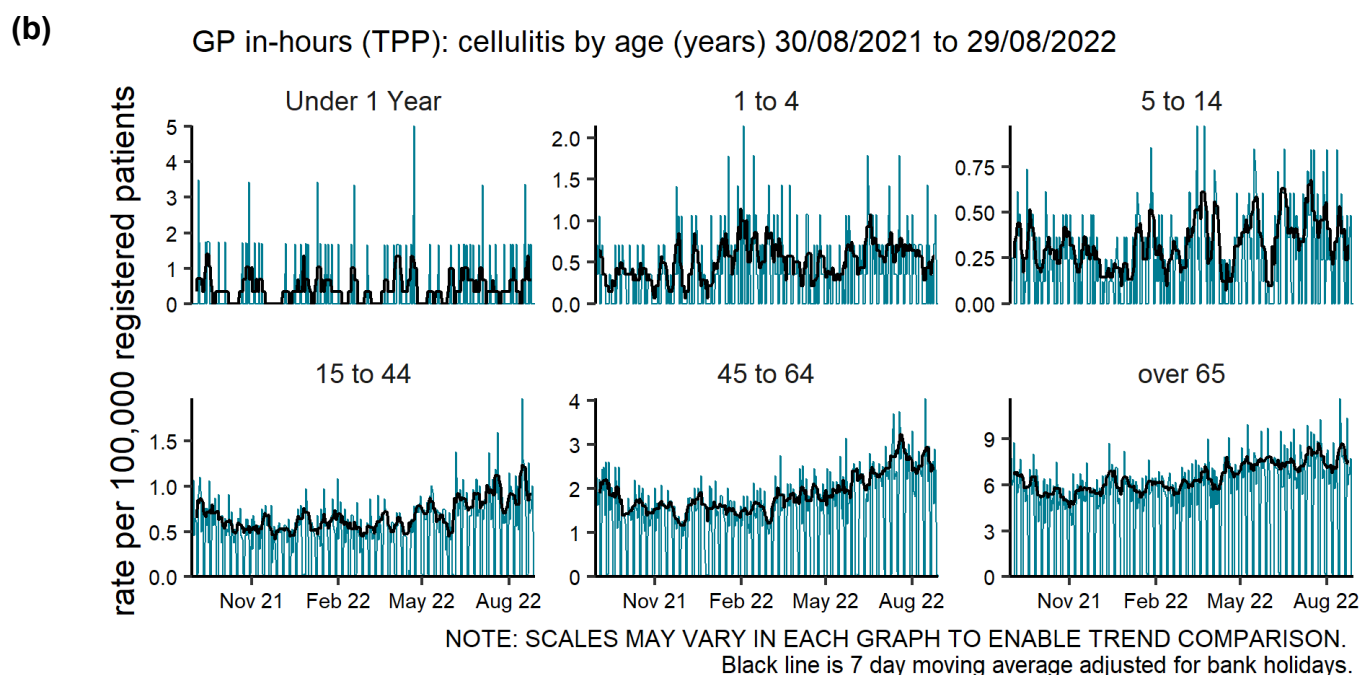 (b)
GP in-hours (TPP): cellulitis by age (years) 30/08/2021 to 29/08/2022
rate per 100,000 registered patients
Under 1 Year
5
4
3
2
1
0
1 to 4
2.0
1.5
1.0
0.5
0.0
5 to 14
0.75
0.50
0.25
0.00
15 to 44
1.5
1.0
0.5
0.0
Nov 21 Feb 22 May 22 Aug 22
45 to 64
4
3
2
1
0
Nov 21 Feb 22 May 22 Aug 22
over 65
9
6
3
0
Nov 21 Feb 22 May 22 Aug 22
NOTE: SCALES MAY VARY IN EACH GRAPH TO ENABLE TREND COMPARISON.
Black line is 7 day moving average adjusted for bank holidays.